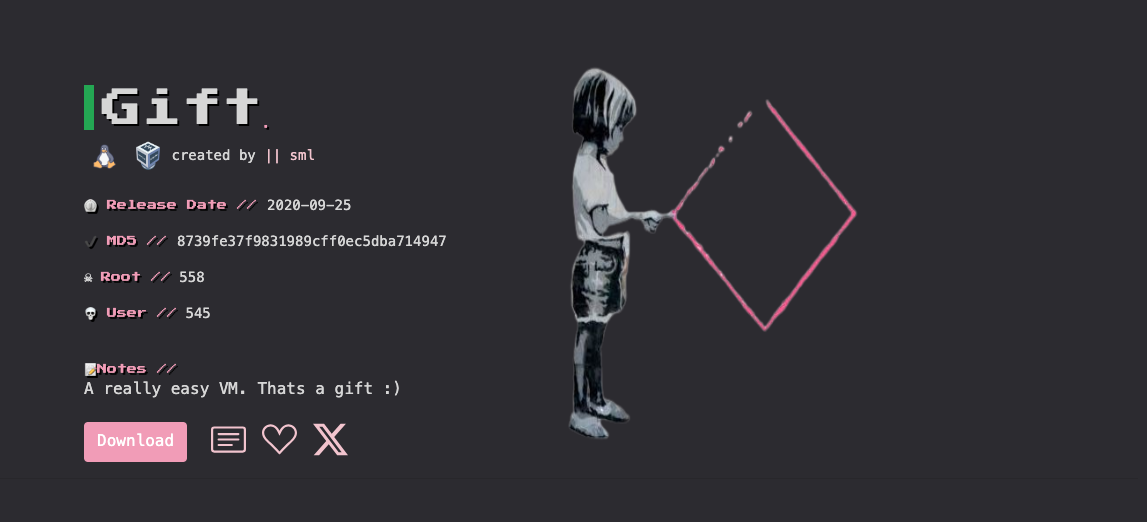 Gift.
created by || sml
Release Date // 2020-09-25
MD5 // 8739fe37f9831989cff0ec5dba714947
Root // 558
User // 545
Notes //
A really easy VM. Thats a gift :)
Download